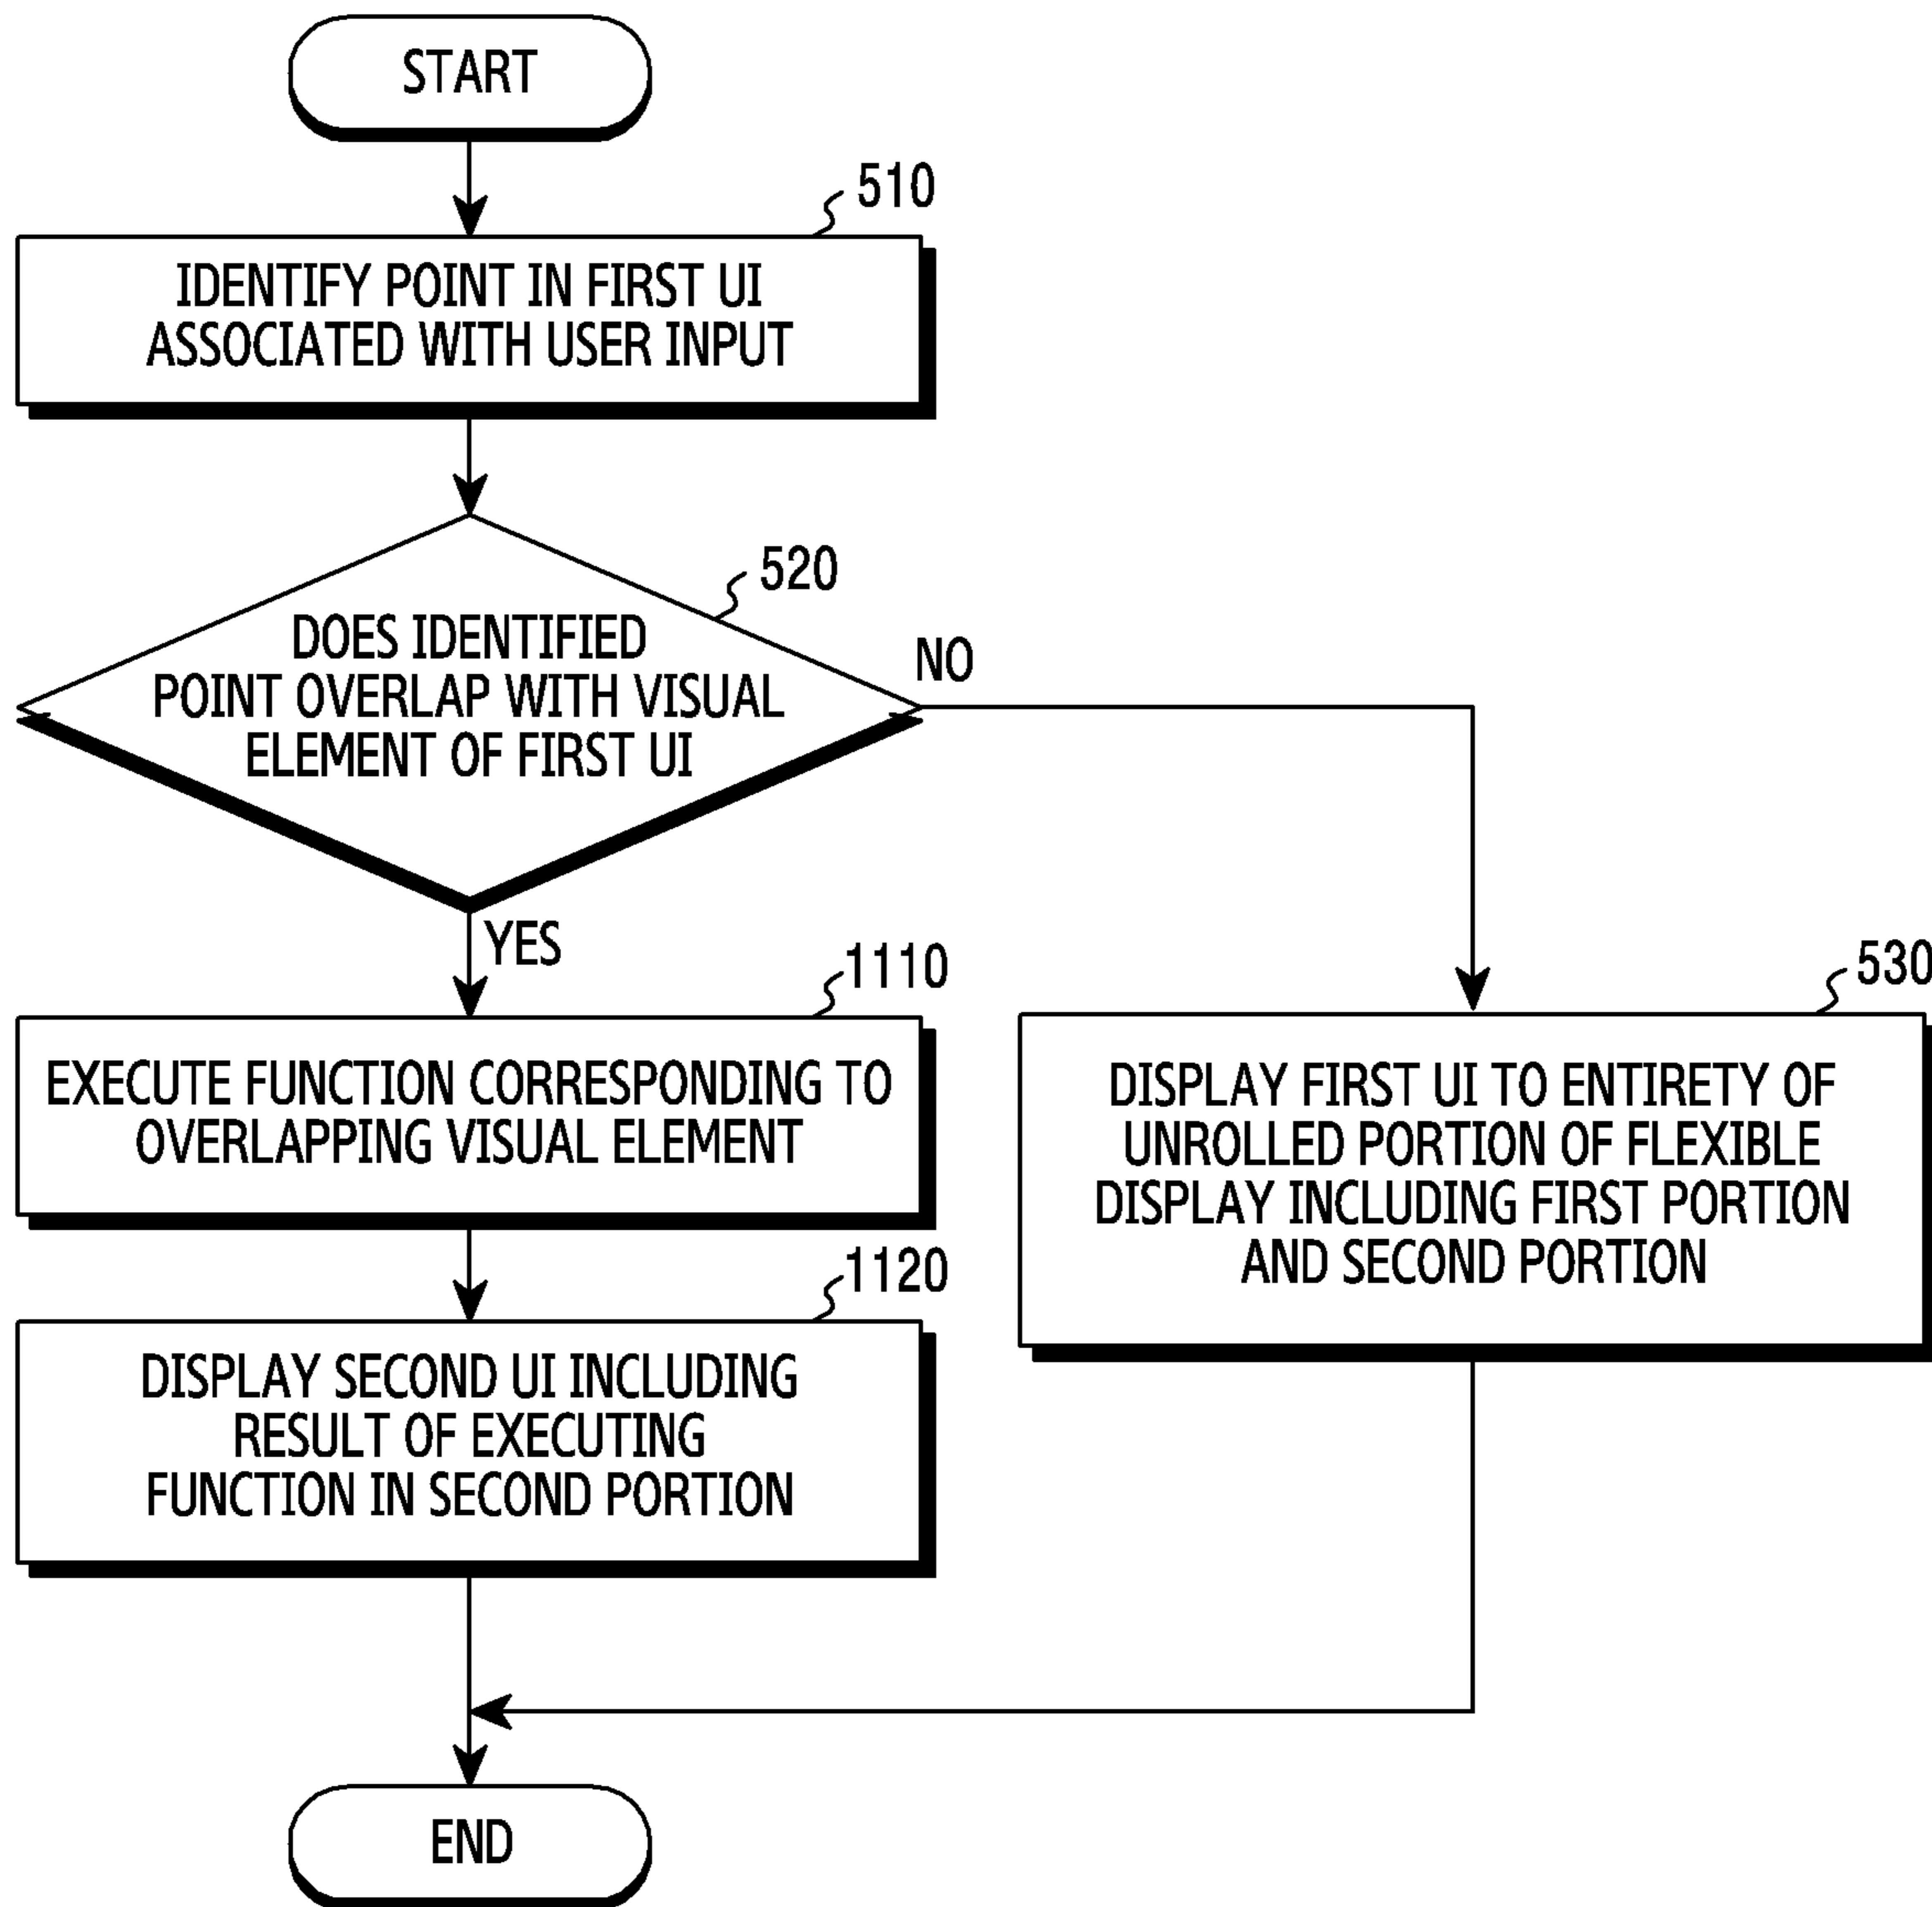 START
510
IDENTIFY POINT IN FIRST UI
ASSOCIATED WITH USER INPUT
520
DOES IDENTIFIED
POINT OVERLAP WITH VISUAL
ELEMENT OF FIRST UI
NO
YES
1110
EXECUTE FUNCTION CORRESPONDING TO
OVERLAPPING VISUAL ELEMENT
530
DISPLAY FIRST UI TO ENTIRETY OF
UNROLLED PORTION OF FLEXIBLE
DISPLAY INCLUDING FIRST PORTION
AND SECOND PORTION
1120
DISPLAY SECOND UI INCLUDING
RESULT OF EXECUTING
FUNCTION IN SECOND PORTION
END